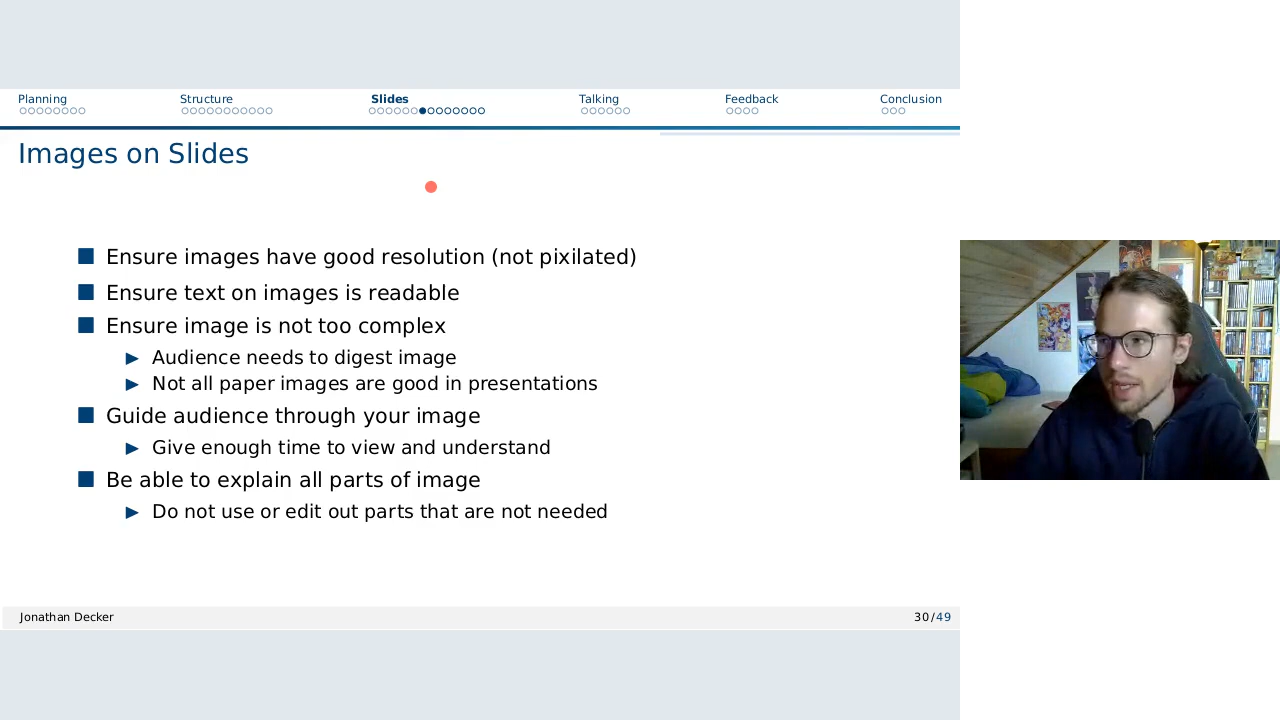 Planning Structure Slides Talking Feedback Conclusion
Images on Slides
Ensure images have good resolution (not pixilated)
Ensure text on images is readable
Ensure image is not too complex
Audience needs to digest image
Not all paper images are good in presentations
Guide audience through your image
Give enough time to view and understand
Be able to explain all parts of image
Do not use or edit out parts that are not needed
Jonathan Decker 30/49